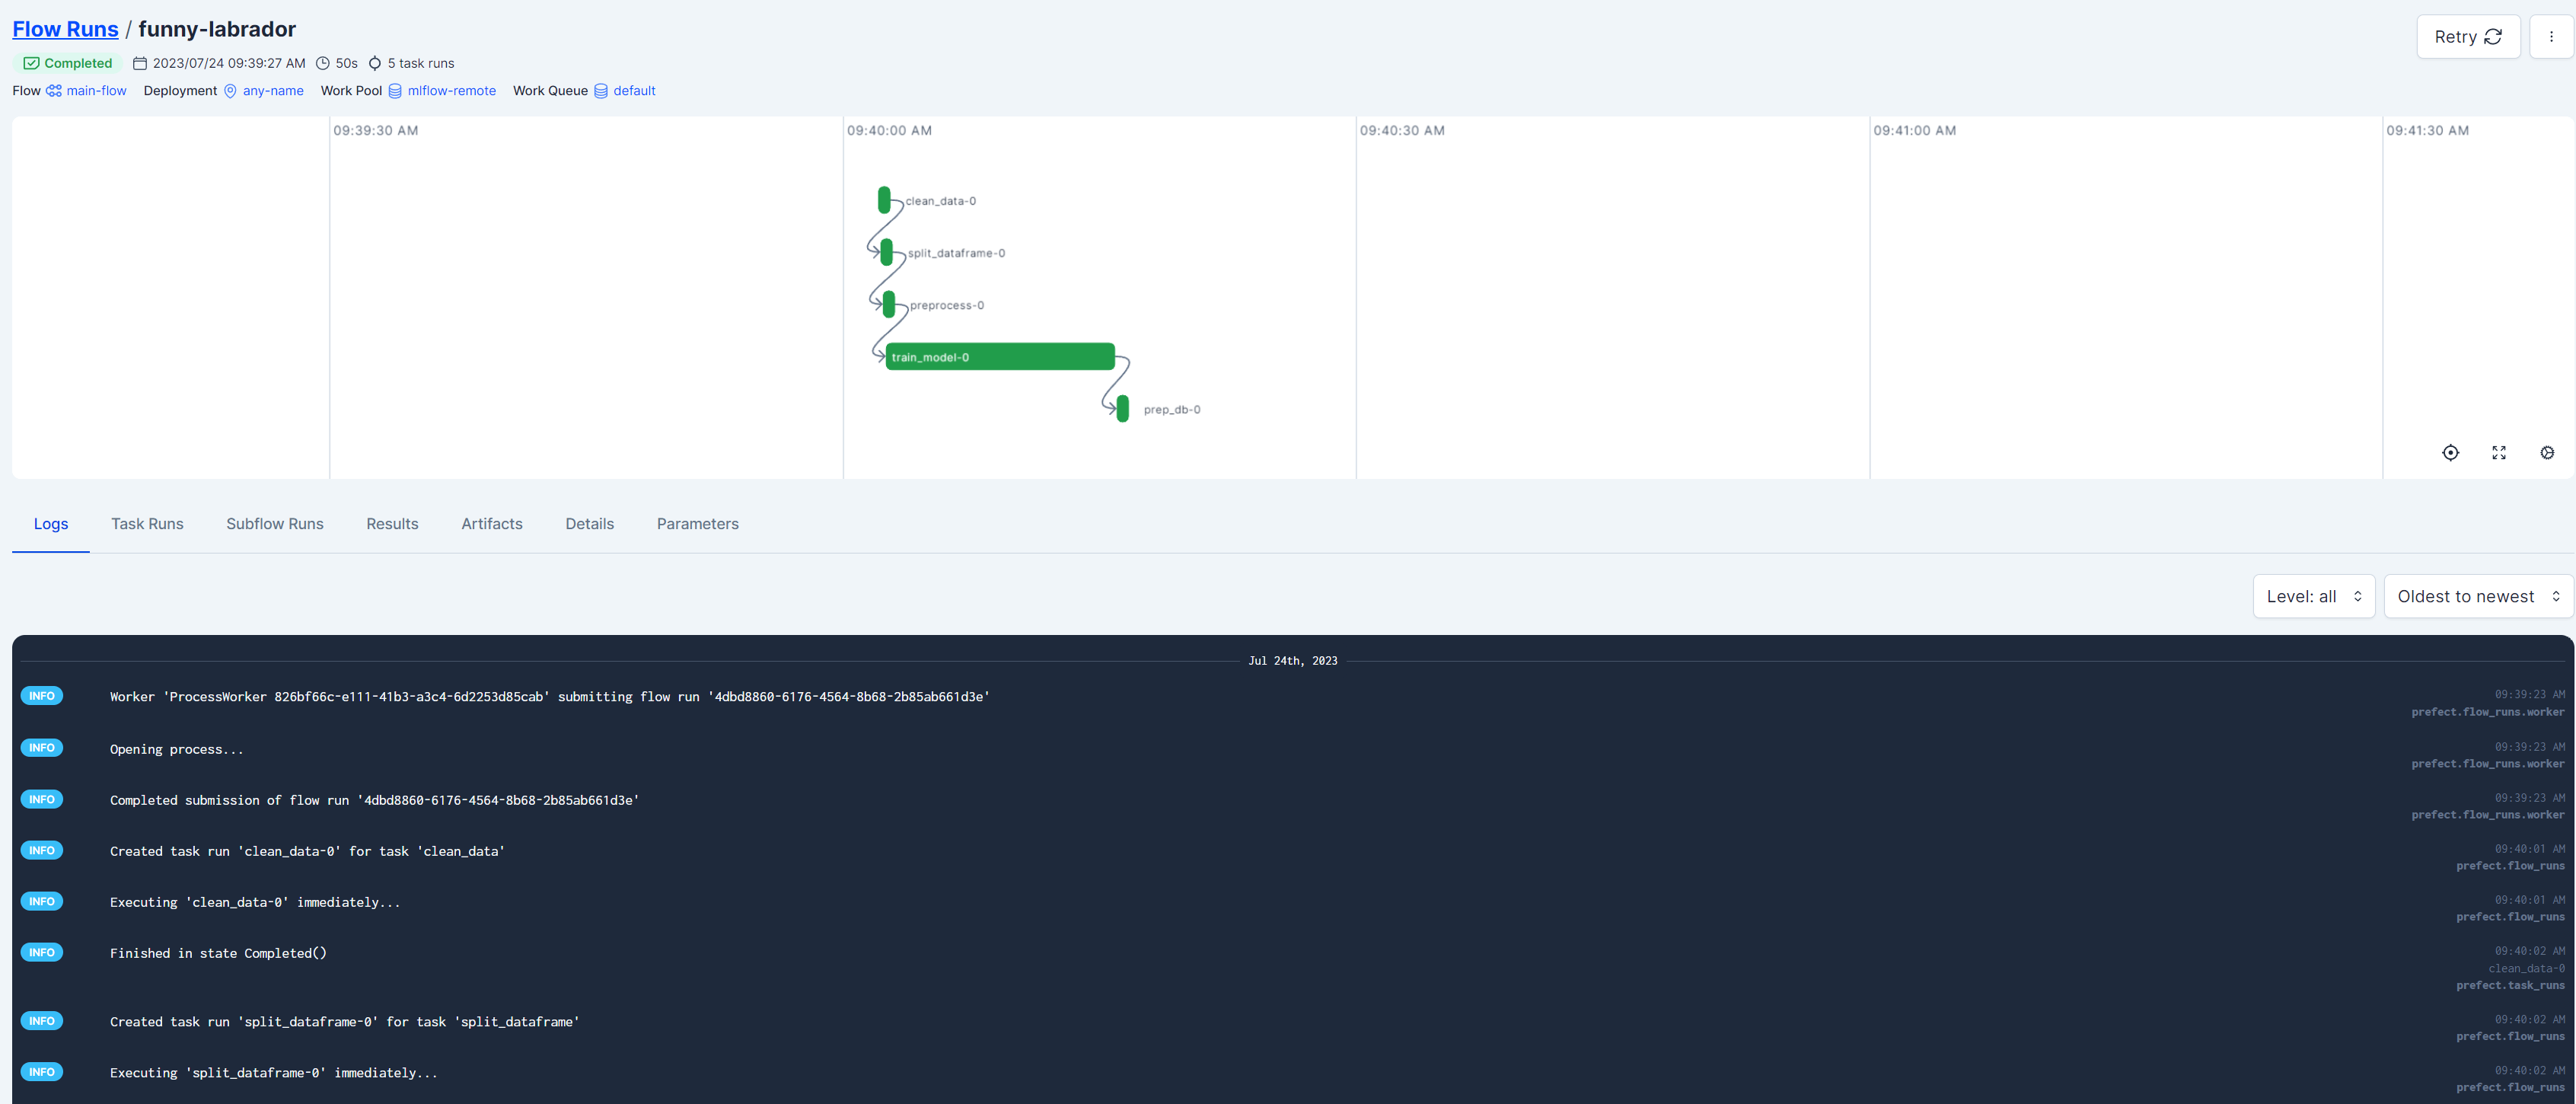 Flow Runs / funny-labrador
Retry
Completed 2023/07/24 09:39:27 AM 50s 5 task runs
Flow main-flow Deployment any-name Work Pool mlflow-remote Work Queue default
09:39:30 AM 09:40:00 AM 09:40:30 AM 09:41:00 AM 09:41:30 AM
clean_data-0
split_dataframe-0
preprocess-0
train_model-0
prep_db-0
Logs Task Runs Subflow Runs Results Artifacts Details Parameters
Level: all Oldest to newest
Jul 24th, 2023
INFO Worker 'ProcessWorker 826bf66c-e111-41b3-a3c4-6d2253d85cab' submitting flow run '4dbd8860-6176-4564-8b68-2b85ab661d3e' 09:39:23 AM
prefect.flow_runs.worker
INFO Opening process... 09:39:23 AM
prefect.flow_runs.worker
INFO Completed submission of flow run '4dbd8860-6176-4564-8b68-2b85ab661d3e' 09:39:23 AM
prefect.flow_runs.worker
INFO Created task run 'clean_data-0' for task 'clean_data' 09:40:01 AM
prefect.flow_runs
INFO Executing 'clean_data-0' immediately... 09:40:01 AM
prefect.flow_runs
INFO Finished in state Completed() 09:40:02 AM
clean_data-0
prefect.task_runs
INFO Created task run 'split_dataframe-0' for task 'split_dataframe' 09:40:02 AM
prefect.flow_runs
INFO Executing 'split_dataframe-0' immediately... 09:40:02 AM
prefect.flow_runs